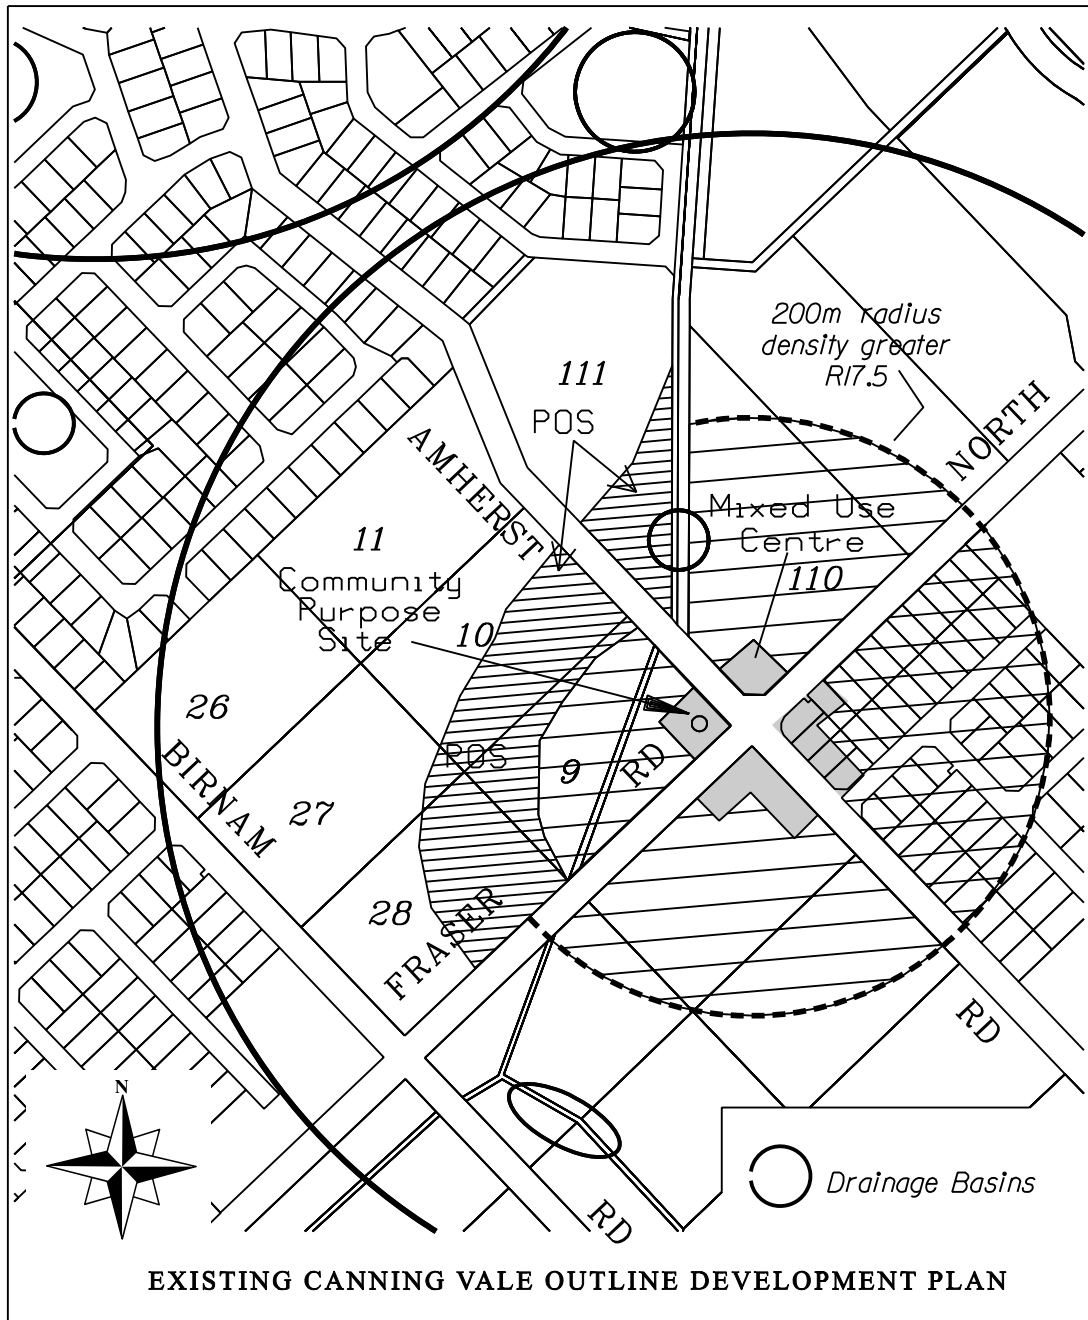 200m radius
density greater
R17.5
111
POS
NORTH
AMHERST
Mixed Use
Centre
110
11
Community
Purpose
Site
10
26
POS
9
RD
BIRNAM
27
28
FRASER
RD
N
Drainage Basins
RD
EXISTING CANNING VALE OUTLINE DEVELOPMENT PLAN